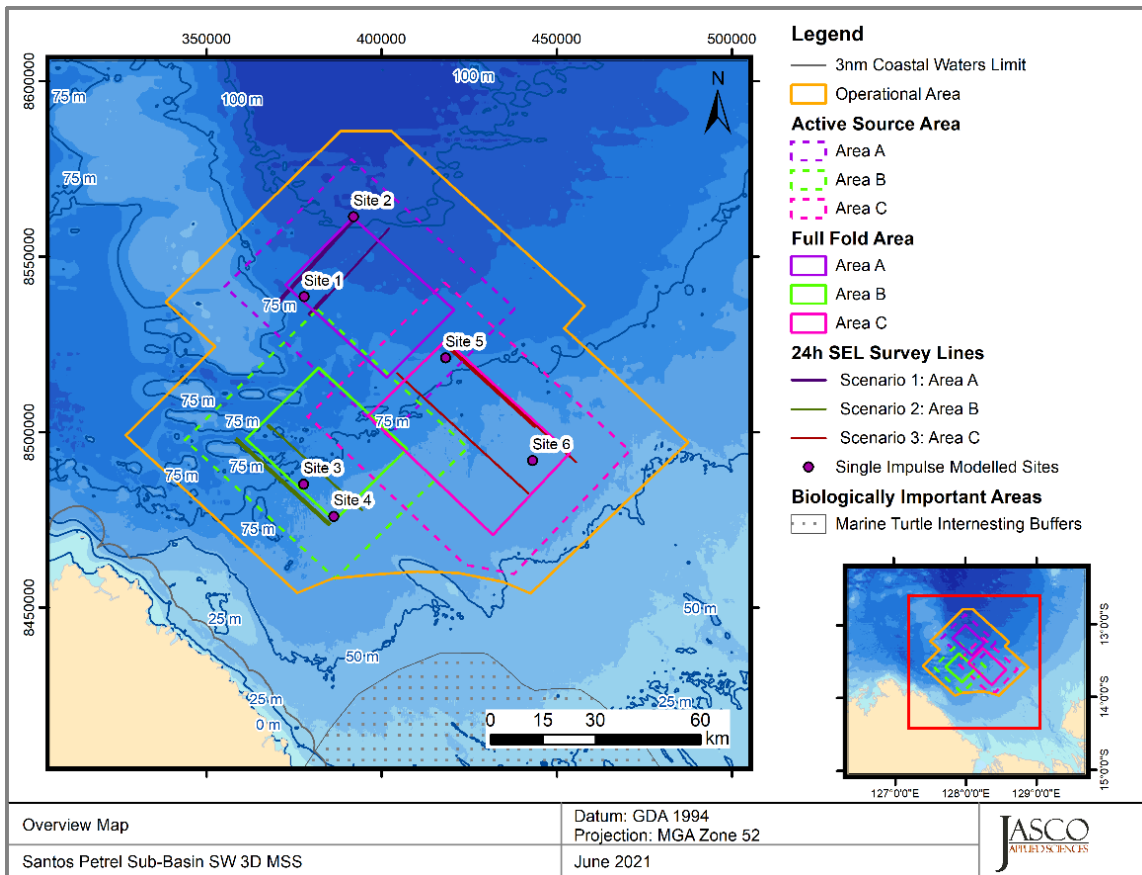 350000
400000
450000
500000
8600000
8550000
8500000
8450000
100 m
75 m
100 m
N
75 m
75 m
Site 2
Site 1
75 m
Site 5
75 m
75 m
75 m
75 m
75 m
75 m
Site 6
Site 3
Site 4
75 m
25 m
50 m
50 m
25 m
25 m
0 m
0 15 30 60
km
Legend
3nm Coastal Waters Limit
Operational Area
Active Source Area
Area A
Area B
Area C
Full Fold Area
Area A
Area B
Area C
24h SEL Survey Lines
Scenario 1: Area A
Scenario 2: Area B
Scenario 3: Area C
Single Impulse Modelled Sites
Biologically Important Areas
Marine Turtle Internesting Buffers
13°0'0"S
14°0'0"S
15°0'0"S
127°0'0"E
128°0'0"E
129°0'0"E
Overview Map
Datum: GDA 1994
Projection: MGA Zone 52
Santos Petrel Sub-Basin SW 3D MSS
June 2021
JASCO
APPLIED SCIENCES